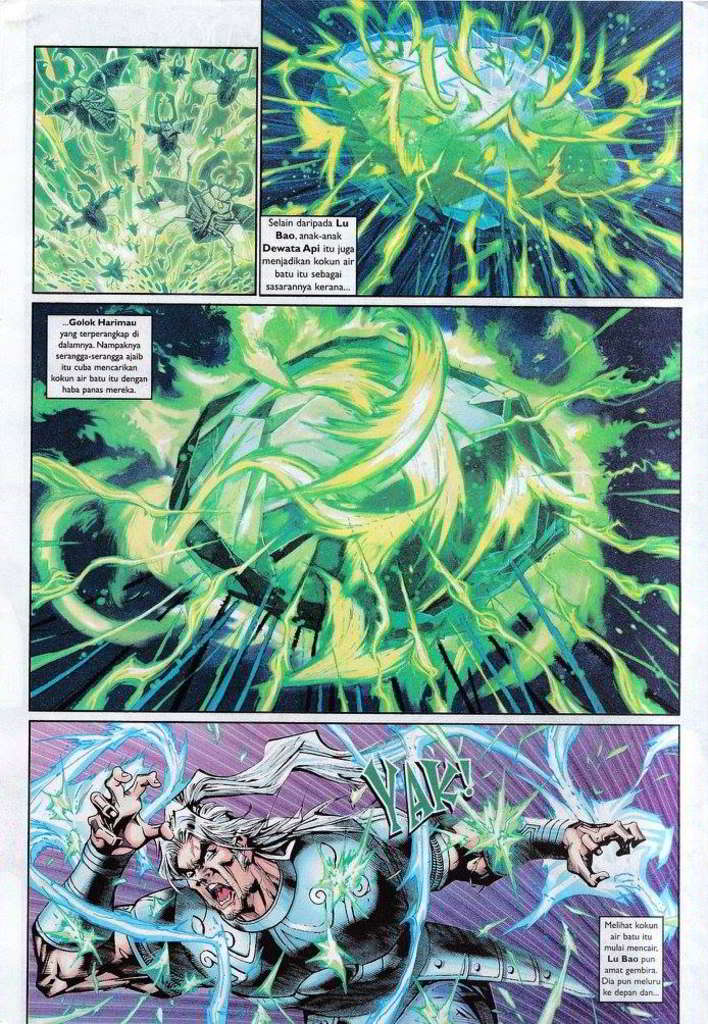 Selain daripada Lu
Bao, anak-anak
Dewata Api itu juga
menjadikan kokun air
batu itu sebagai
sasarannya kerana...
...Golok Harimau
yang terperangkap di
dalamnya. Nampaknya
serangga-serangga ajaib
itu cuba mencarikan
kokun air batu itu dengan
haba panas mereka.
YAK!
Melihat kokun
air batu itu
mulai mencair,
Lu Bao pun
amat gembira.
Dia pun meluru
ke depan dan...